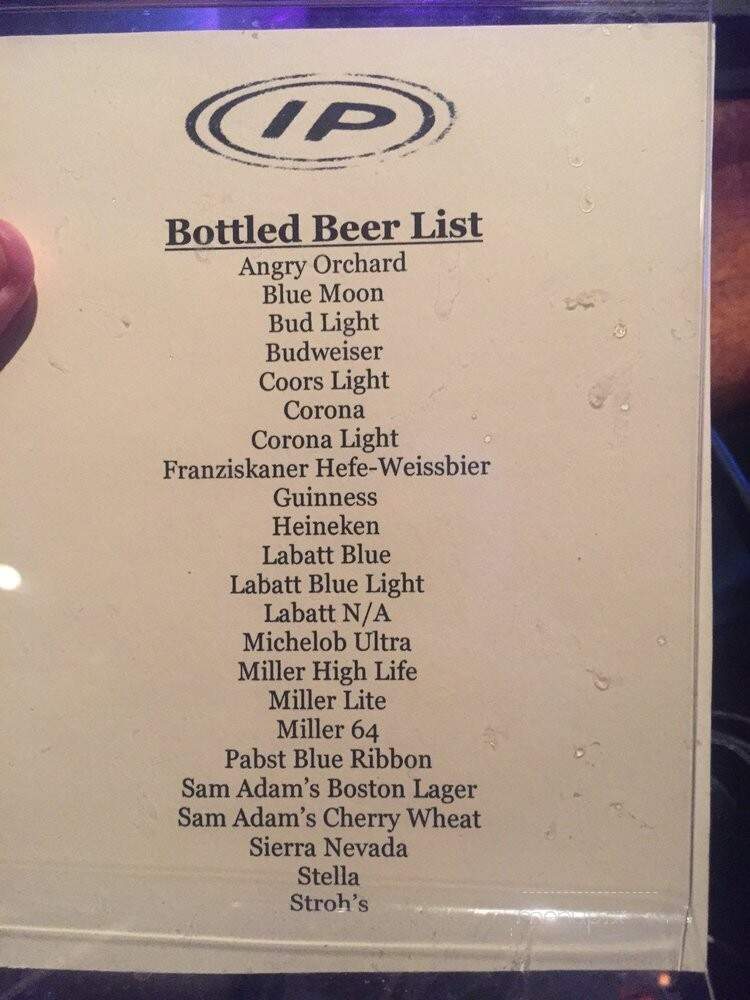 IP
Bottled Beer List
Angry Orchard
Blue Moon
Bud Light
Budweiser
Coors Light
Corona
Corona Light
Franziskaner Hefe-Weissbier
Guinness
Heineken
Labatt Blue
Labatt Blue Light
Labatt N/A
Michelob Ultra
Miller High Life
Miller Lite
Miller 64
Pabst Blue Ribbon
Sam Adam's Boston Lager
Sam Adam's Cherry Wheat
Sierra Nevada
Stella
Stroh's